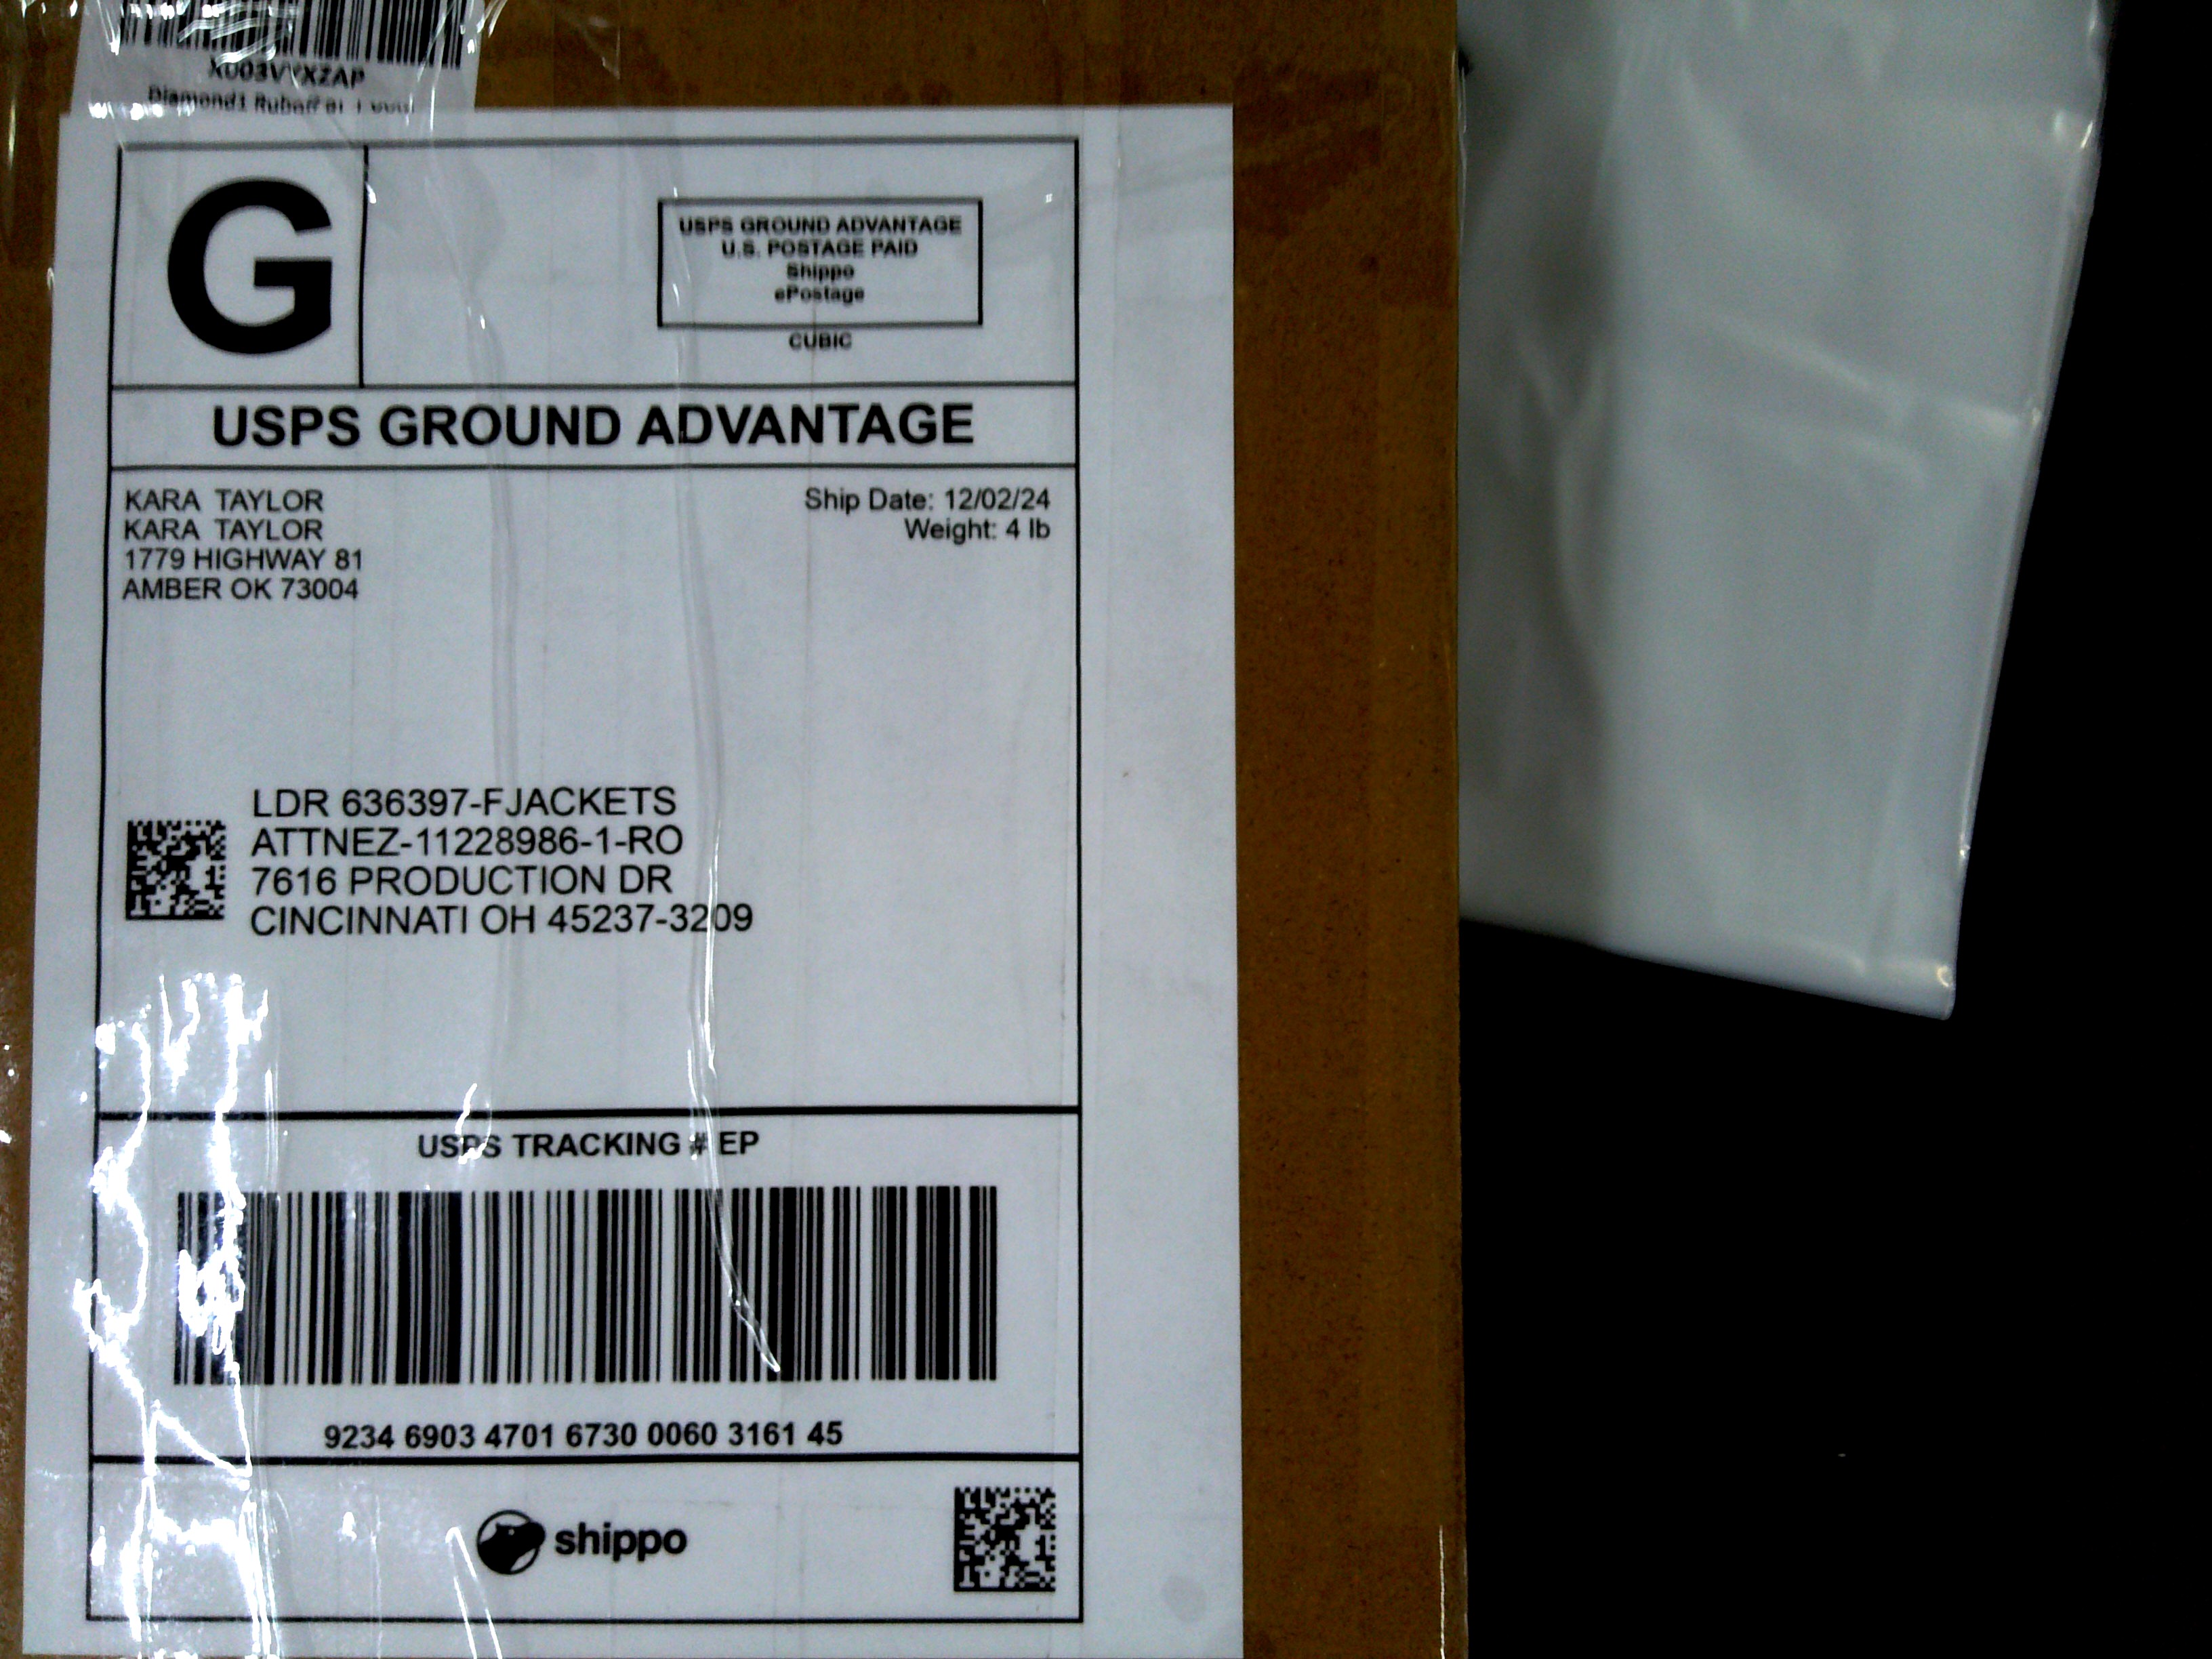 X003VYXZAP
G
USPS GROUND ADVANTAGE
U.S. POSTAGE PAID
Shippo
ePostage
CUBIC
USPS GROUND ADVANTAGE
KARA TAYLOR
KARA TAYLOR
1779 HIGHWAY 81
AMBER OK 73004
Ship Date: 12/02/24
Weight: 4 lb
LDR 636397-FJACKETS
ATTNEZ-11228986-1-RO
7616 PRODUCTION DR
CINCINNATI OH 45237-3209
USPS TRACKING # EP
9234 6903 4701 6730 0060 3161 45
shippo